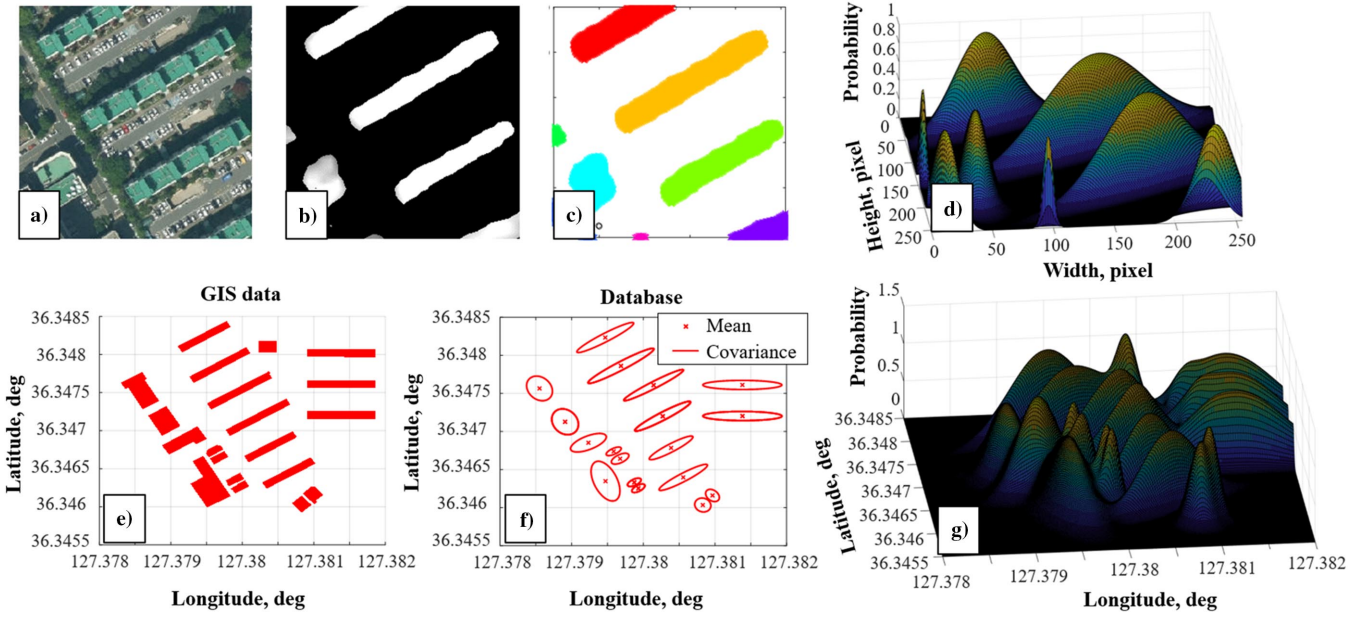 a)
b)
c)
Probability
1
0.8
0.6
0.4
0.2
0
Height, pixel
0
50
100
150
200
250
d)
0
50
100
150
200
250
Width, pixel
GIS data
Latitude, deg
36.3485
36.348
36.3475
36.347
36.3465
36.346
36.3455
e)
127.378
127.379
127.38
127.381
127.382
Longitude, deg
Database
Mean
Covariance
Latitude, deg
36.3485
36.348
36.3475
36.347
36.3465
36.346
36.3455
f)
127.378
127.379
127.38
127.381
127.382
Longitude, deg
Probability
1.5
1
0.5
0
Latitude, deg
36.3485
36.348
36.3475
36.347
36.3465
36.346
36.3455
g)
127.378
127.379
127.38
127.381
127.382
Longitude, deg